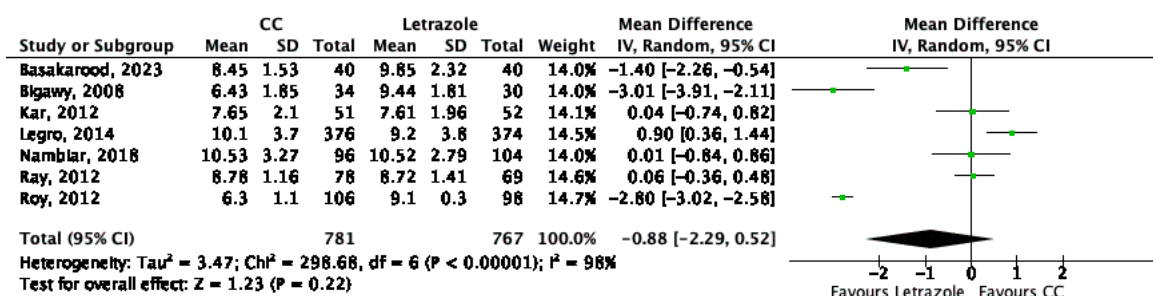 CC Letrazole Mean Difference Mean Difference
Study or Subgroup Mean SD Total Mean SD Total Weight IV, Random, 95% CI IV, Random, 95% CI
Basakarood, 2023 8.45 1.53 40 9.85 2.32 40 14.0% −1.40 [−2.26, −0.54]
Bigawy, 2008 6.43 1.85 34 9.44 1.81 30 14.0% −3.01 [−3.91, −2.11]
Kar, 2012 7.65 2.1 51 7.61 1.96 52 14.1% 0.04 [−0.74, 0.82]
Legro, 2014 10.1 3.7 376 9.2 3.8 374 14.5% 0.90 [0.36, 1.44]
Nambiar, 2018 10.53 3.27 96 10.52 2.79 104 14.0% 0.01 [−0.84, 0.86]
Ray, 2012 8.78 1.16 78 8.72 1.41 69 14.6% 0.06 [−0.36, 0.48]
Roy, 2012 6.3 1.1 106 9.1 0.3 98 14.7% −2.80 [−3.02, −2.58]
Total (95% CI) 781 767 100.0% −0.88 [−2.29, 0.52]
Heterogeneity: Tau² = 3.47; Chi² = 298.68, df = 6 (P < 0.00001); I² = 98%
Test for overall effect: Z = 1.23 (P = 0.22)
−2 −1 0 1 2
Favours Letrazole Favours CC